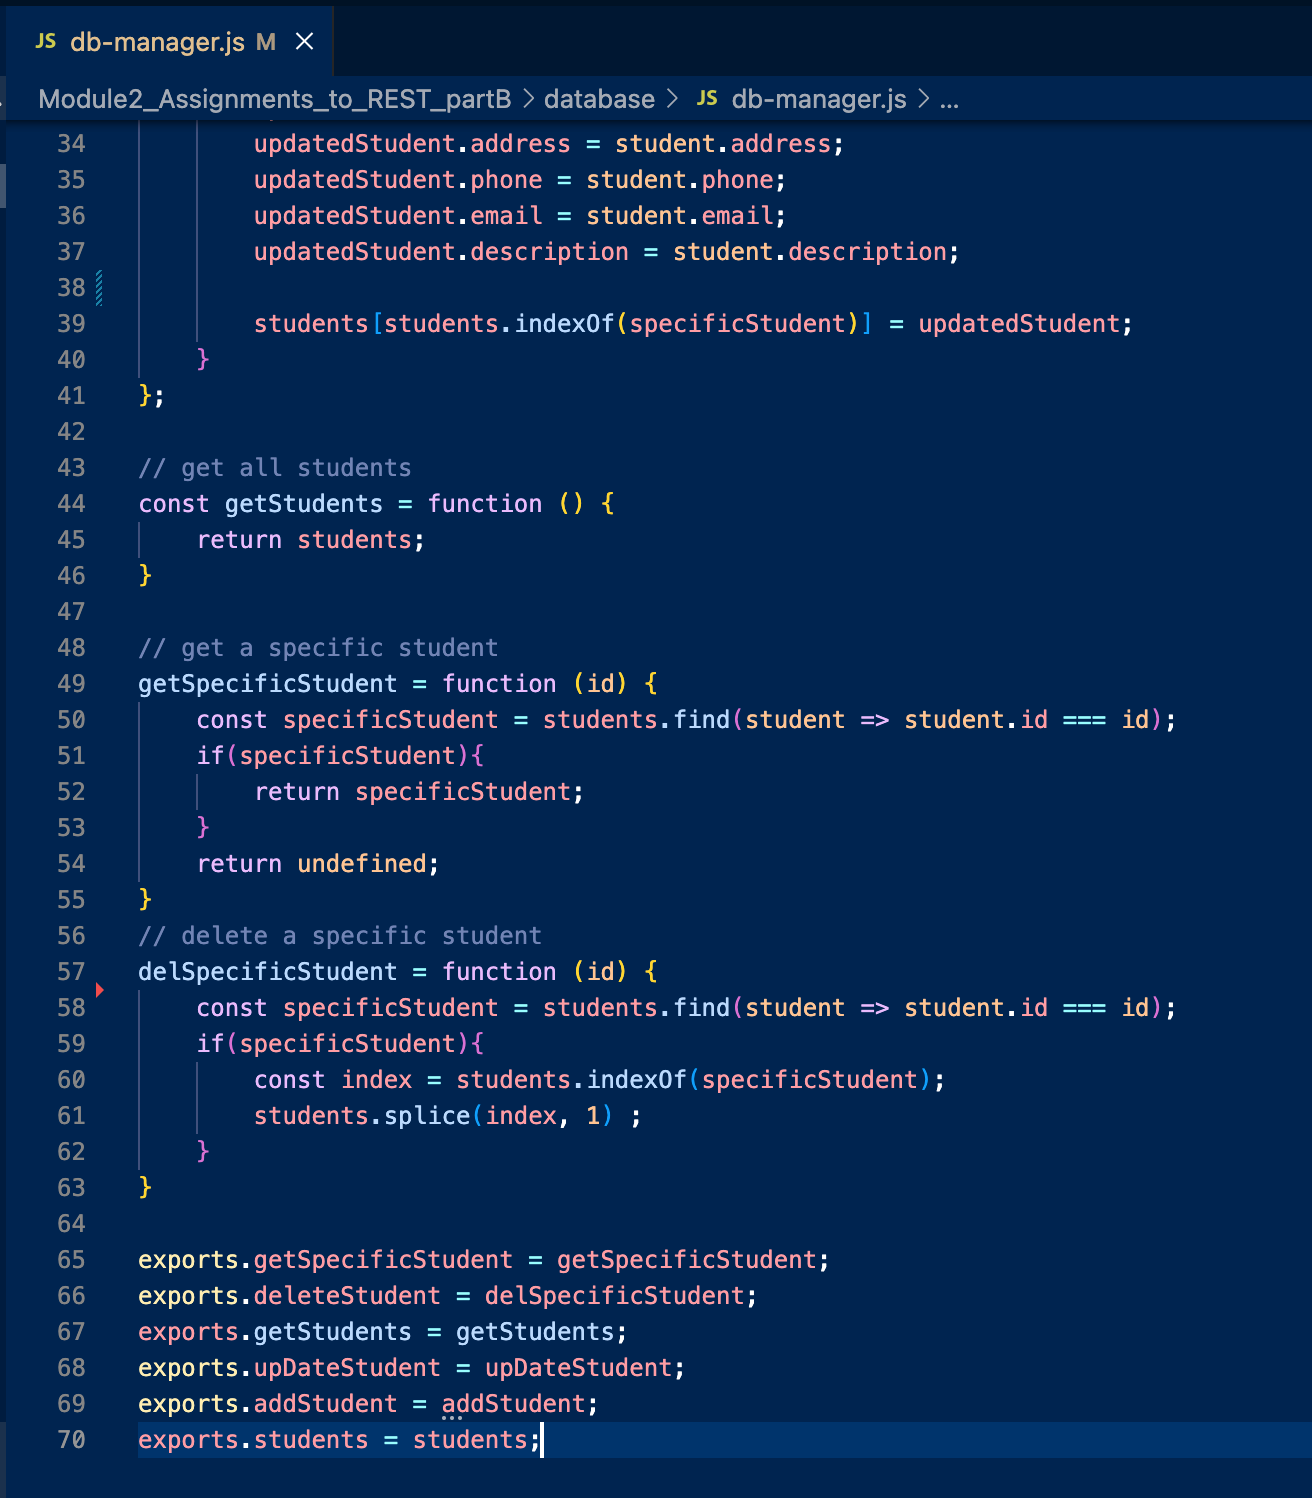 JS db-manager.js M ×
Module2_Assignments_to_REST_partB > database > JS db-manager.js > ...
34 updatedStudent.address = student.address;
35 updatedStudent.phone = student.phone;
36 updatedStudent.email = student.email;
37 updatedStudent.description = student.description;
38
39 students[students.indexOf(specificStudent)] = updatedStudent;
40 }
41 };
42
43 // get all students
44 const getStudents = function () {
45 return students;
46 }
47
48 // get a specific student
49 getSpecificStudent = function (id) {
50 const specificStudent = students.find(student => student.id === id);
51 if(specificStudent){
52 return specificStudent;
53 }
54 return undefined;
55 }
56 // delete a specific student
57 delSpecificStudent = function (id) {
58 const specificStudent = students.find(student => student.id === id);
59 if(specificStudent){
60 const index = students.indexOf(specificStudent);
61 students.splice(index, 1) ;
62 }
63 }
64
65 exports.getSpecificStudent = getSpecificStudent;
66 exports.deleteStudent = delSpecificStudent;
67 exports.getStudents = getStudents;
68 exports.upDateStudent = upDateStudent;
69 exports.addStudent = addStudent;
70 exports.students = students;